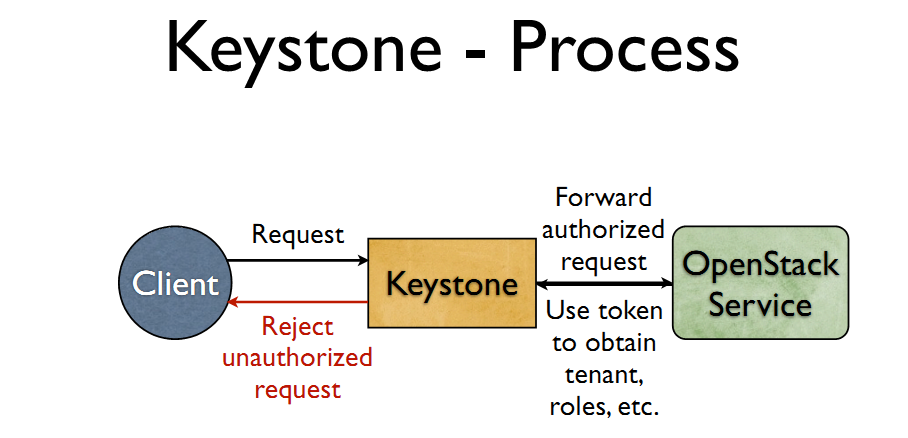 Keystone - Process
Client
Request
Reject
unauthorized
request
Keystone
Forward
authorized
request
Use token
to obtain
tenant,
roles, etc.
OpenStack
Service